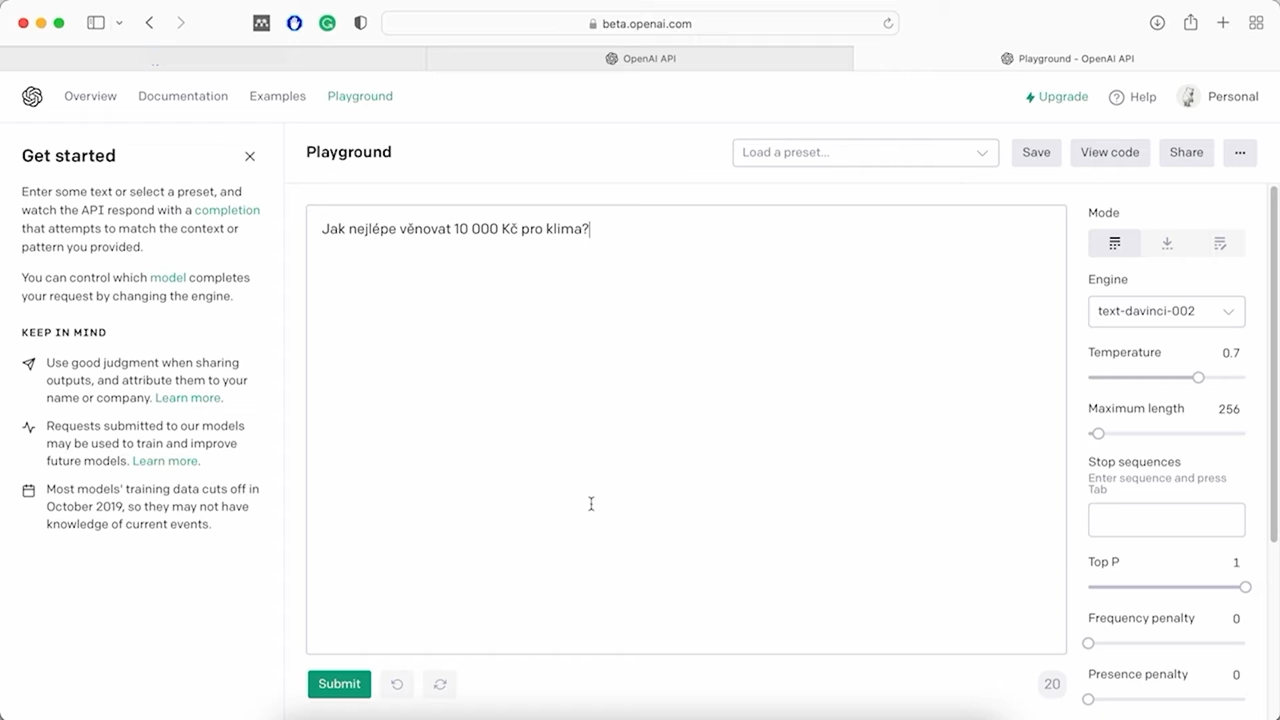 beta.openai.com
..
OpenAI API
Playground - OpenAI API
Overview
Documentation
Examples
Playground
Upgrade
Help
Personal
Get started
Enter some text or select a preset, and
watch the API respond with a completion
that attempts to match the context or
pattern you provided.
You can control which model completes
your request by changing the engine.
KEEP IN MIND
Use good judgment when sharing
outputs, and attribute them to your
name or company. Learn more.
Requests submitted to our models
may be used to train and improve
future models. Learn more.
Most models' training data cuts off in
October 2019, so they may not have
knowledge of current events.
Playground
Load a preset...
Save
View code
Share
...
Jak nejlépe věnovat 10 000 Kč pro klima?
Submit
20
Mode
Engine
text-davinci-002
Temperature 0.7
Maximum length 256
Stop sequences
Enter sequence and press
Tab
Top P 1
Frequency penalty 0
Presence penalty 0